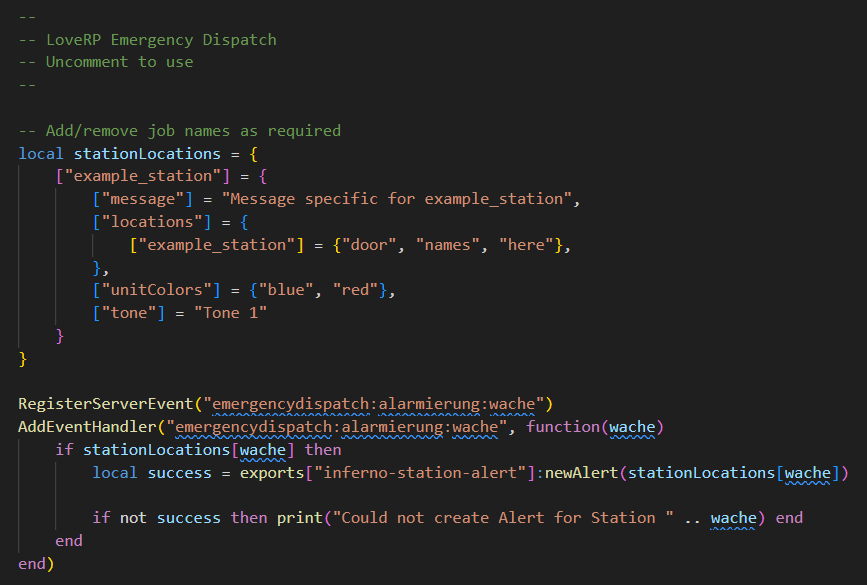 --
-- LoveRP Emergency Dispatch
-- Uncomment to use
--
-- Add/remove job names as required
local stationLocations = {
    ["example_station"] = {
        ["message"] = "Message specific for example_station",
        ["locations"] = {
            ["example_station"] = {"door", "names", "here"},
        },
        ["unitColors"] = {"blue", "red"},
        ["tone"] = "Tone 1"
    }
}
RegisterServerEvent("emergencydispatch:alarmierung:wache")
AddEventHandler("emergencydispatch:alarmierung:wache", function(wache)
    if stationLocations[wache] then
        local success = exports["inferno-station-alert"]:newAlert(stationLocations[wache])
        if not success then print("Could not create Alert for Station " .. wache) end
    end
end)